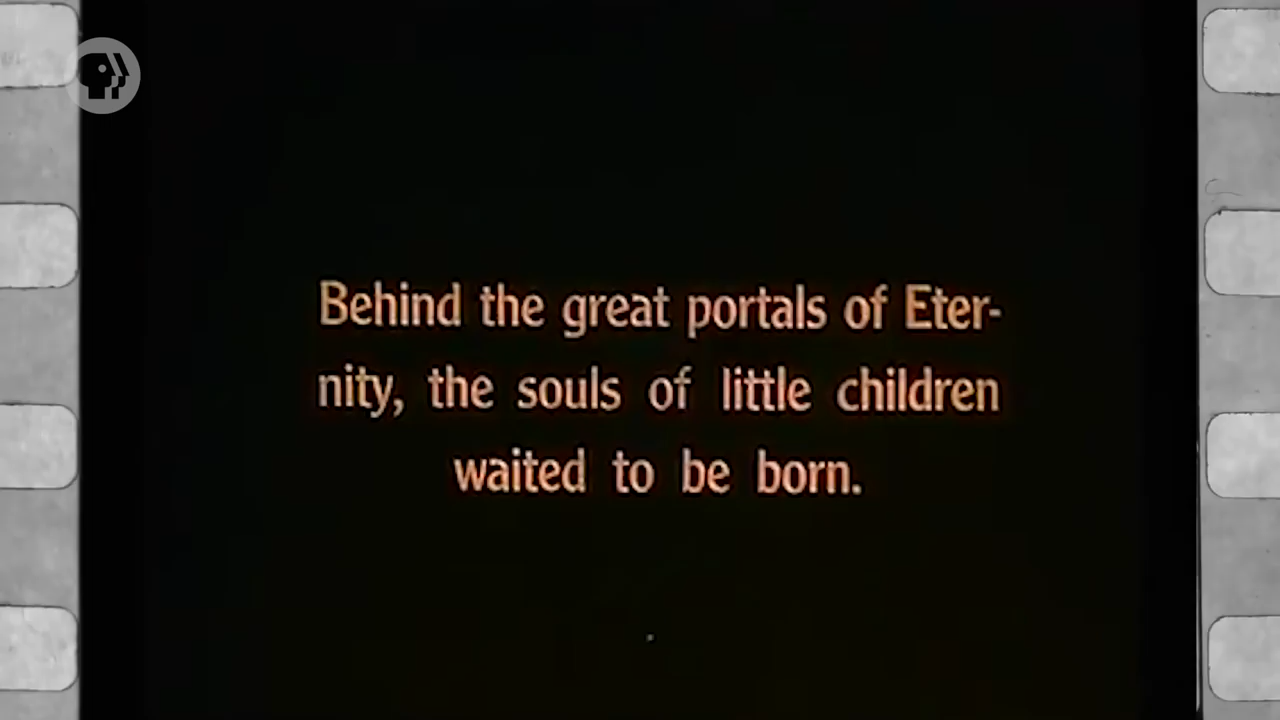 Behind the great portals of Eter-
nity, the souls of little children
waited to be born.